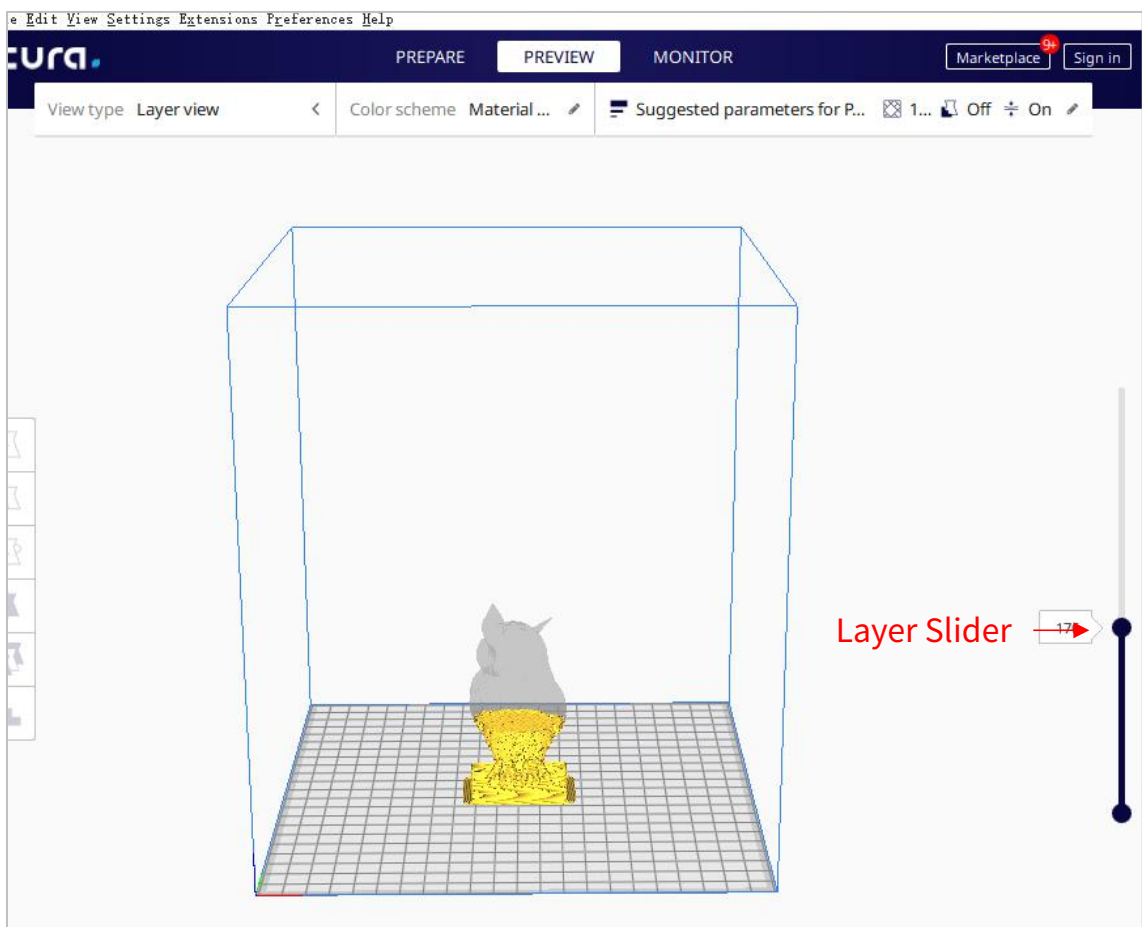 e Edit View Settings Extensions Preferences Help
cura.
PREPARE PREVIEW MONITOR
Marketplace 9+ Sign in
View type Layer view Color scheme Material ... Suggested parameters for P... 1... Off On
Layer Slider